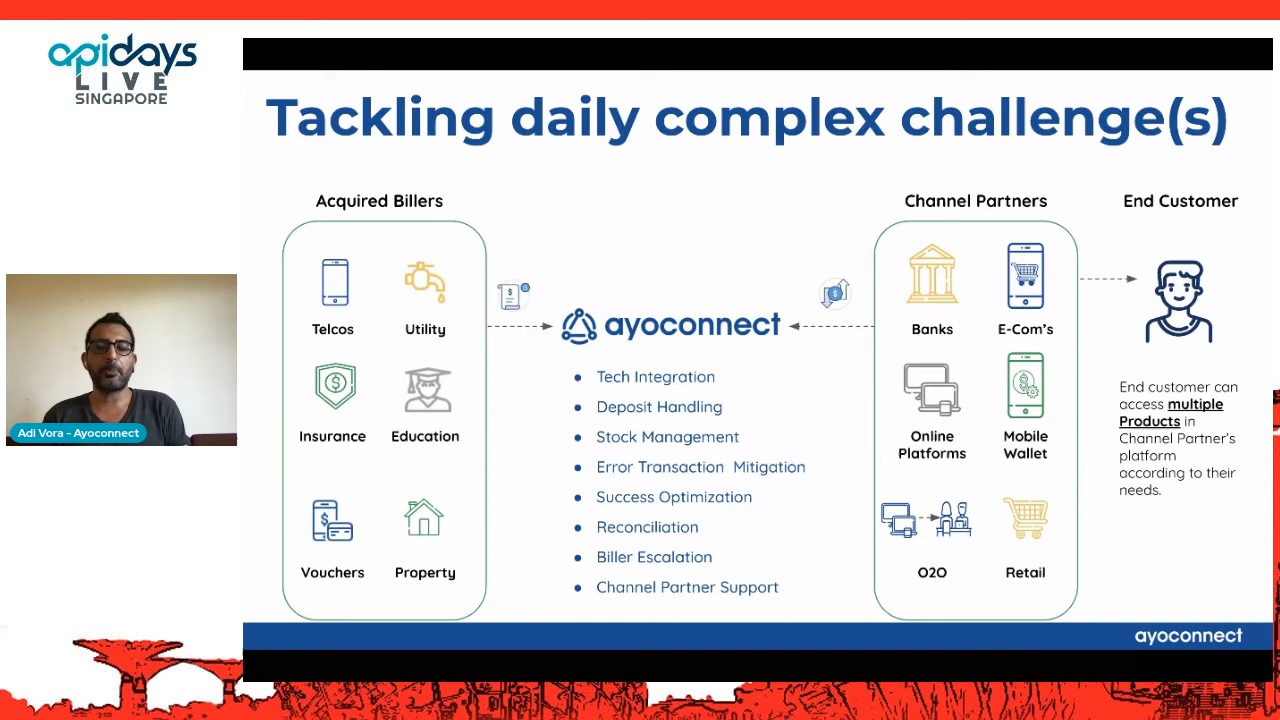 apidays
LIVE
SINGAPORE
Tackling daily complex challenge(s)
Acquired Billers
Channel Partners
End Customer
Telcos
Utility
Insurance
Education
Vouchers
Property
ayoconnect
Tech Integration
Deposit Handling
Stock Management
Error Transaction Mitigation
Success Optimization
Reconciliation
Biller Escalation
Channel Partner Support
Banks
E-Com's
Online
Platforms
Mobile
Wallet
O2O
Retail
End customer can
access multiple
Products in
Channel Partner's
platform
according to their
needs.
Adi Vora – Ayoconnect
ayoconnect